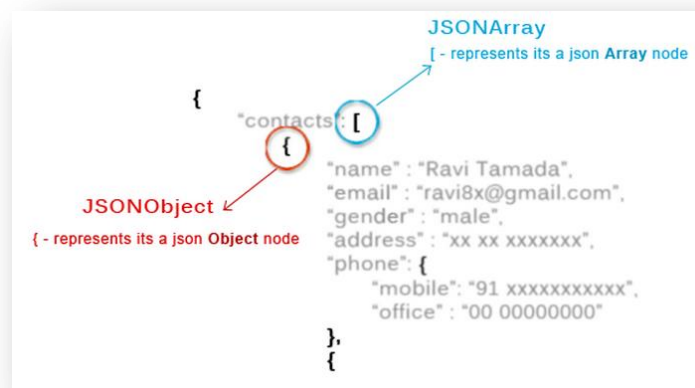 JSONArray
[ - represents its a json Array node
{
"contacts": [
{
"name" : "Ravi Tamada",
"email" : "ravi8x@gmail.com",
"gender" : "male",
"address" : "xx xx xxxxxxx",
"phone": {
"mobile": "91 xxxxxxxxxxx",
"office" : "00 00000000"
},
{
JSONObject
{ - represents its a json Object node